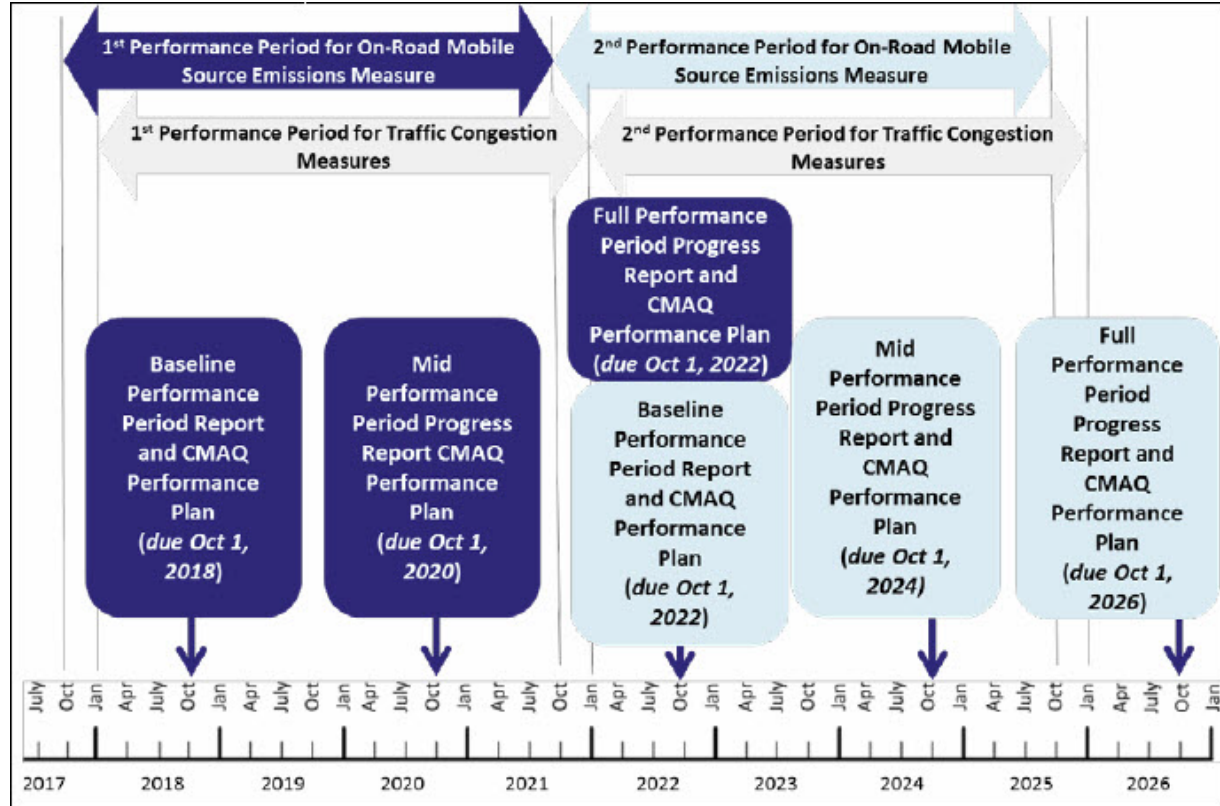 1st Performance Period for On-Road Mobile
Source Emissions Measure
2nd Performance Period for On-Road Mobile
Source Emissions Measure
1st Performance Period for Traffic Congestion
Measures
2nd Performance Period for Traffic Congestion
Measures
Baseline
Performance
Period Report
and CMAQ
Performance
Plan
(due Oct 1,
2018)
Mid
Performance
Period Progress
Report CMAQ
Performance
Plan
(due Oct 1,
2020)
Full Performance
Period Progress
Report and
CMAQ
Performance Plan
(due Oct 1, 2022)
Baseline
Performance
Period Report
and CMAQ
Performance
Plan
(due Oct 1,
2022)
Mid
Performance
Period Progress
Report and
CMAQ
Performance
Plan
(due Oct 1,
2024)
Full
Performance
Period
Progress
Report and
CMAQ
Performance
Plan
(due Oct 1,
2026)
July Oct Jan Apr July Oct Jan Apr July Oct Jan Apr July Oct Jan Apr July Oct Jan Apr July Oct Jan Apr July Oct Jan Apr July Oct Jan Apr July Oct Jan Apr July Oct Jan
2017 2018 2019 2020 2021 2022 2023 2024 2025 2026